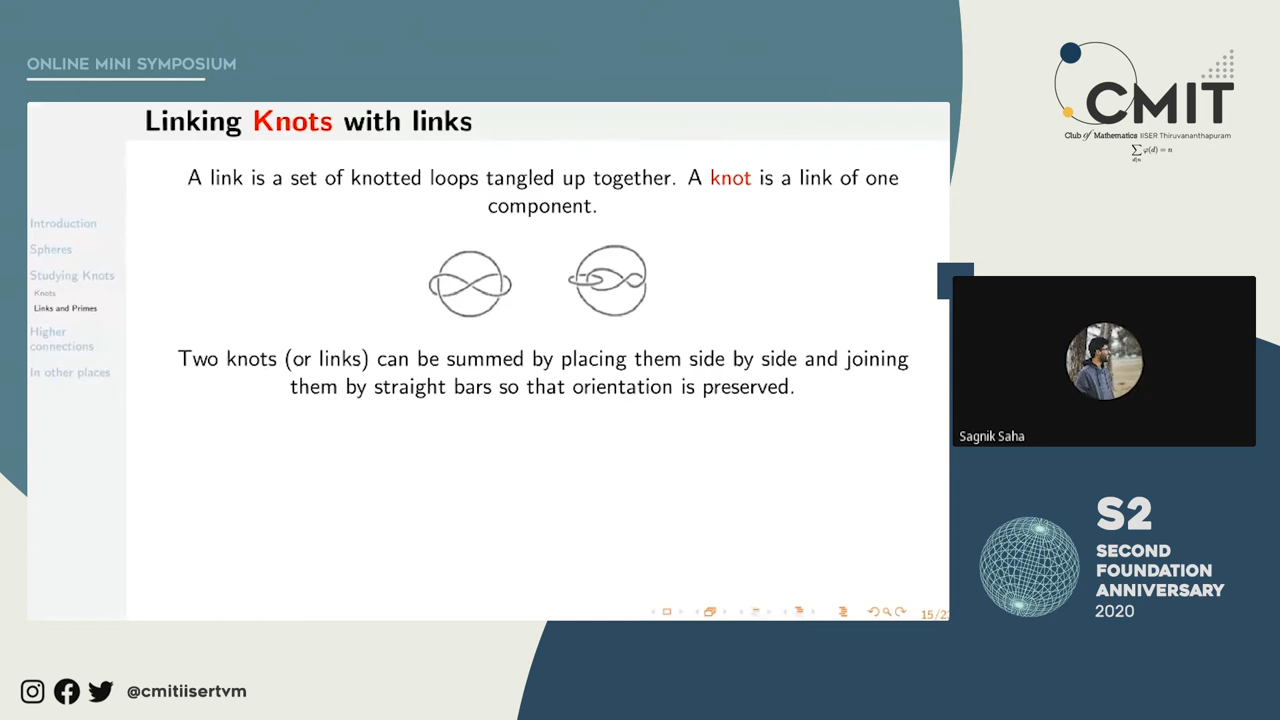 ONLINE MINI SYMPOSIUM
Linking Knots with links
A link is a set of knotted loops tangled up together. A knot is a link of one
component.
Introduction
Spheres
Studying Knots
Knots
Links and Primes
Higher
connections
In other places
Two knots (or links) can be summed by placing them side by side and joining
them by straight bars so that orientation is preserved.
15/2
CMIT
Club of Mathematics IISER Thiruvananthapuram
∑ φ(d) = n
d|n
Sagnik Saha
S2
SECOND
FOUNDATION
ANNIVERSARY
2020
@cmitiisertvm